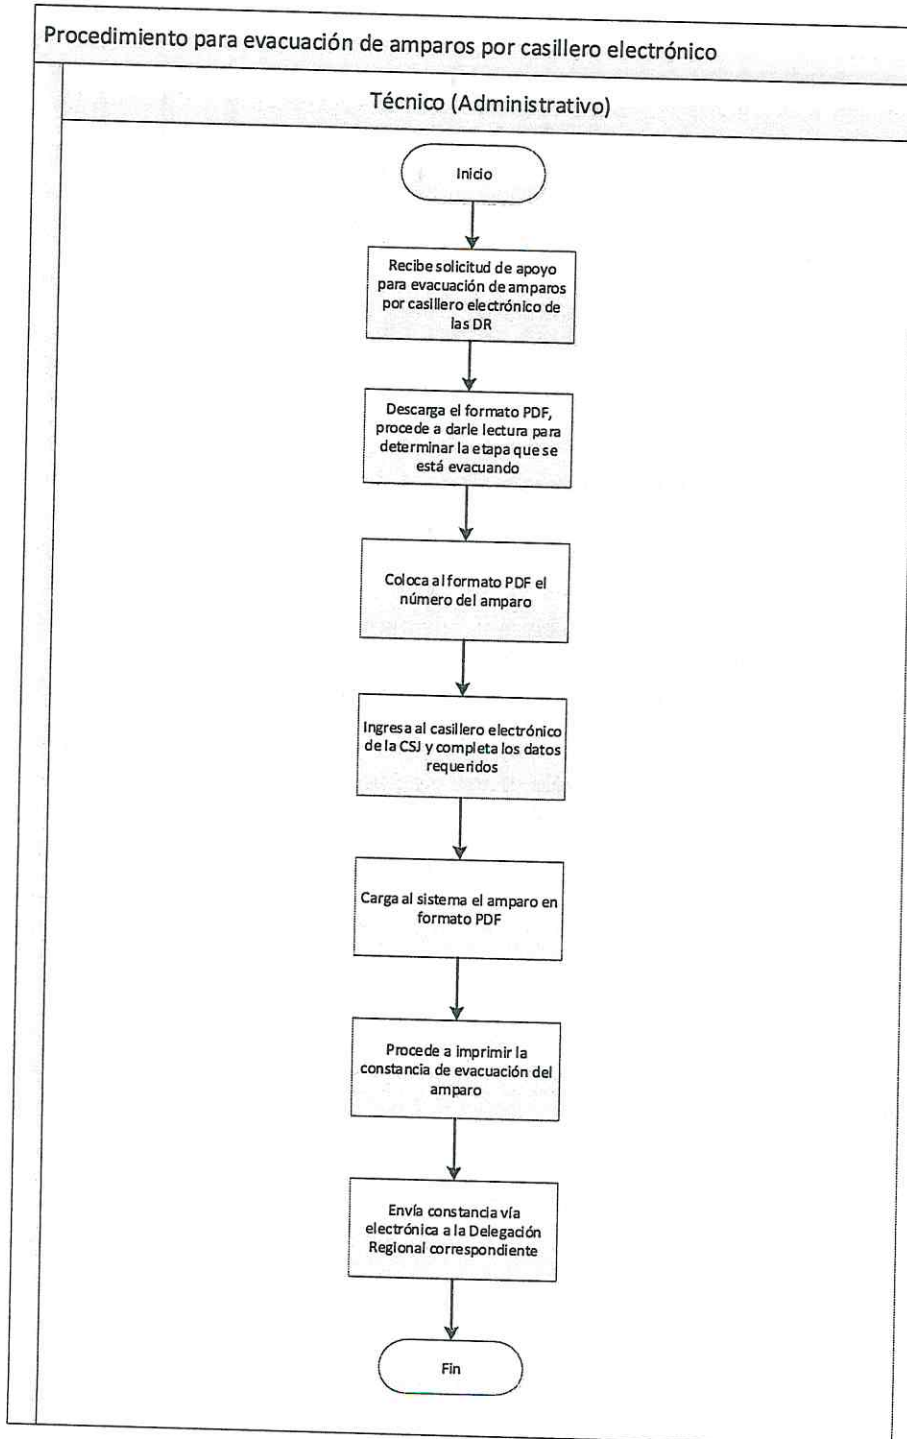 Procedimiento para evacuación de amparos por casillero electrónico
Técnico (Administrativo)
Inicio
Recibe solicitud de apoyo
para evacuación de amparos
por casillero electrónico de
las DR
Descarga el formato PDF,
procede a darle lectura para
determinar la etapa que se
está evacuando
Coloca al formato PDF el
número del amparo
Ingresa al casillero electrónico
de la CSJ y completa los datos
requeridos
Carga al sistema el amparo en
formato PDF
Procede a imprimir la
constancia de evacuación del
amparo
Envía constancia vía
electrónica a la Delegación
Regional correspondiente
Fin